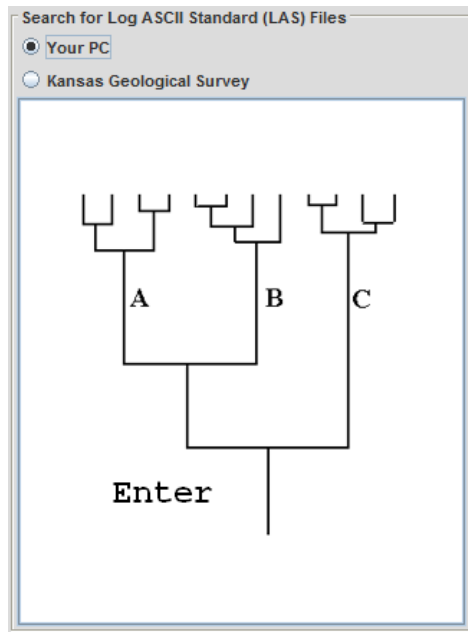 Search for Log ASCII Standard (LAS) Files
Your PC
Kansas Geological Survey
A B C
Enter